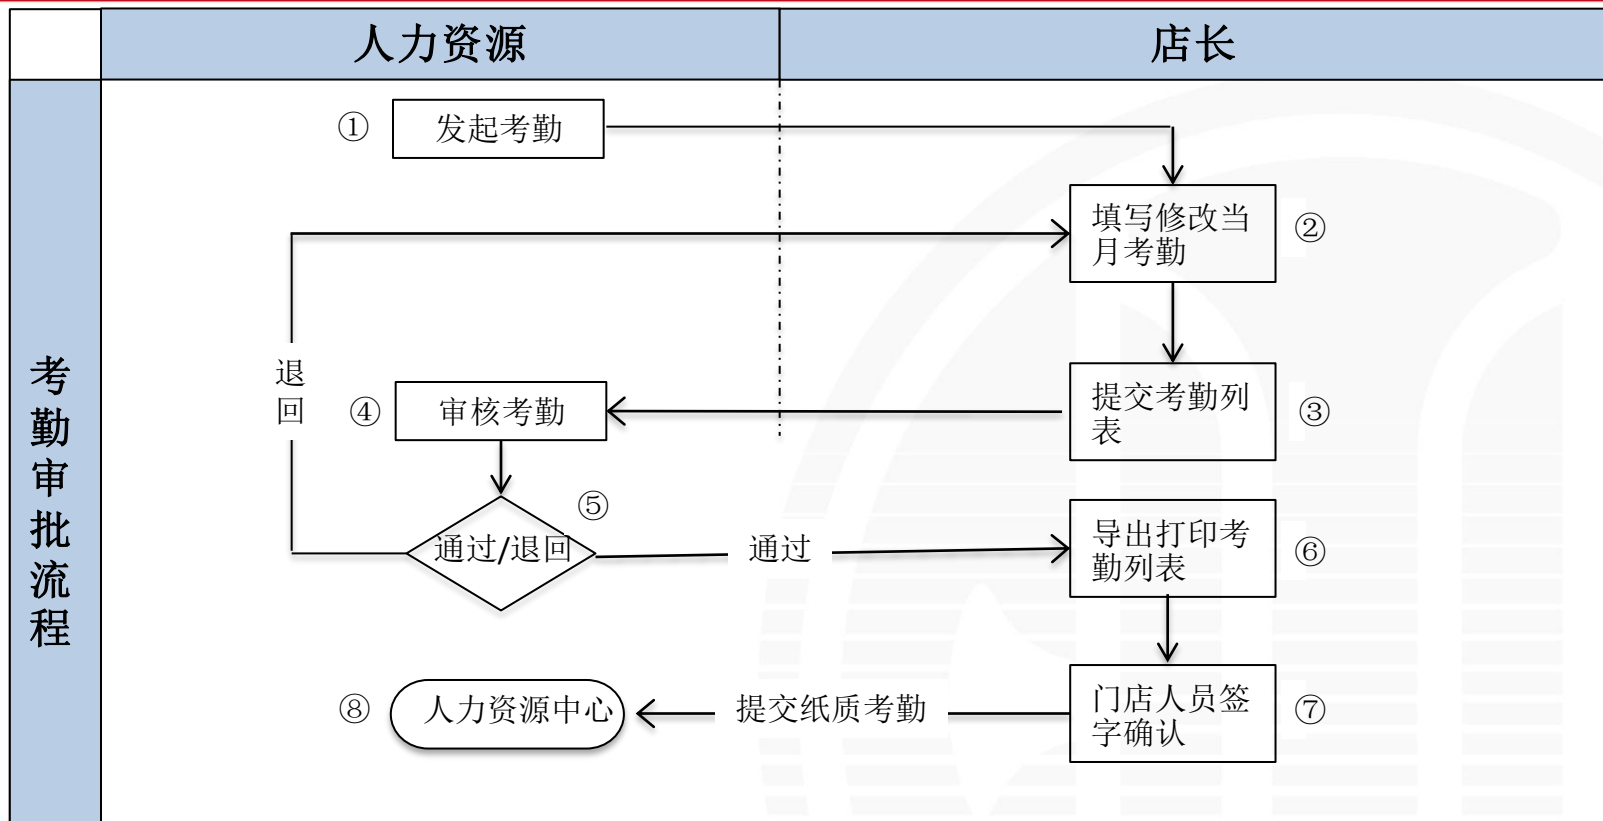 人力资源
店长
考勤审批流程
①
发起考勤
填写修改当
月考勤
②
退
回
④
审核考勤
提交考勤列
表
③
⑤
通过/退回
通过
导出打印考
勤列表
⑥
⑧
人力资源中心
提交纸质考勤
门店人员签
字确认
⑦